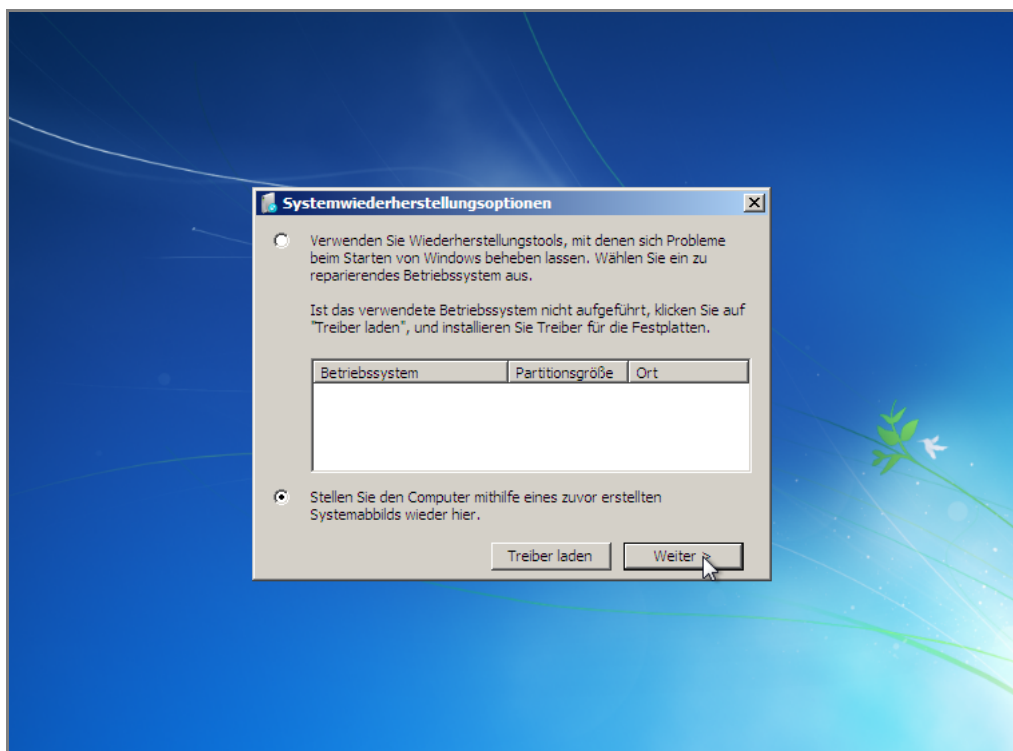 Systemwiederherstellungsoptionen
Verwenden Sie Wiederherstellungstools, mit denen sich Probleme
beim Starten von Windows beheben lassen. Wählen Sie ein zu
reparierendes Betriebssystem aus.
Ist das verwendete Betriebssystem nicht aufgeführt, klicken Sie auf
"Treiber laden", und installieren Sie Treiber für die Festplatten.
Betriebssystem Partitionsgröße Ort
Stellen Sie den Computer mithilfe eines zuvor erstellten
Systemabbilds wieder hier.
Treiber laden Weiter >